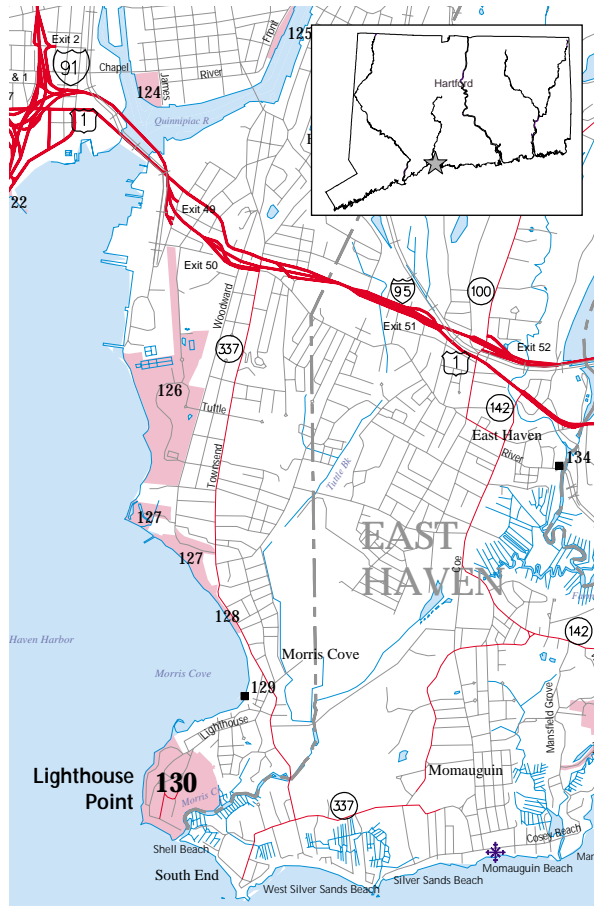 Exit 2
91
Front
125
Chapel
River
& 1
7
124
James
1
Quinnipiac R
Hartford
22
Exit 49
Exit 50
Woodward
95
100
Exit 51
Exit 52
337
1
126
Tuttle
142
East Haven
River
134
Townsend
Tuttle Bk
127
EAST
HAVEN
127
Coe
128
142
Haven Harbor
Morris Cove
Morris Cove
129
Lighthouse
Mansfield Grove
Lighthouse
Point
130
Morris C
Momauguin
337
Cosey Beach
Shell Beach
Momauguin Beach
South End
Silver Sands Beach
West Silver Sands Beach